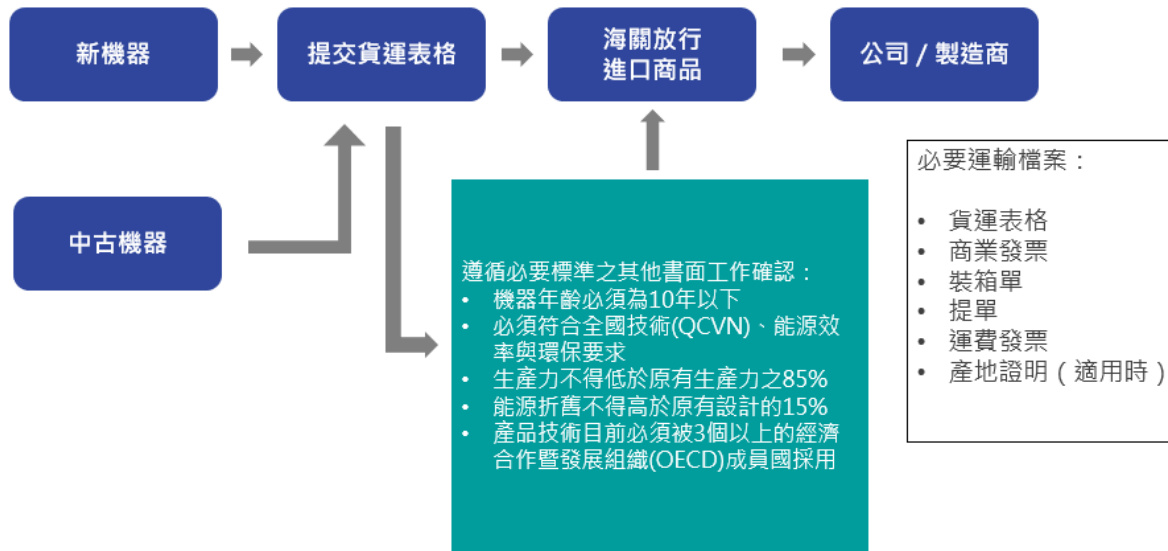 新機器
提交貨運表格
海關放行
進口商品
公司 / 製造商
中古機器
遵循必要標準之其他書面工作確認：
• 機器年齡必須為10年以下
• 必須符合全國技術(QCVN)、能源效
率與環保要求
• 生產力不得低於原有生產力之85%
• 能源折舊不得高於原有設計的15%
• 產品技術目前必須被3個以上的經濟
合作暨發展組織(OECD)成員國採用
必要運輸檔案：
• 貨運表格
• 商業發票
• 裝箱單
• 提單
• 運費發票
• 產地證明（適用時）